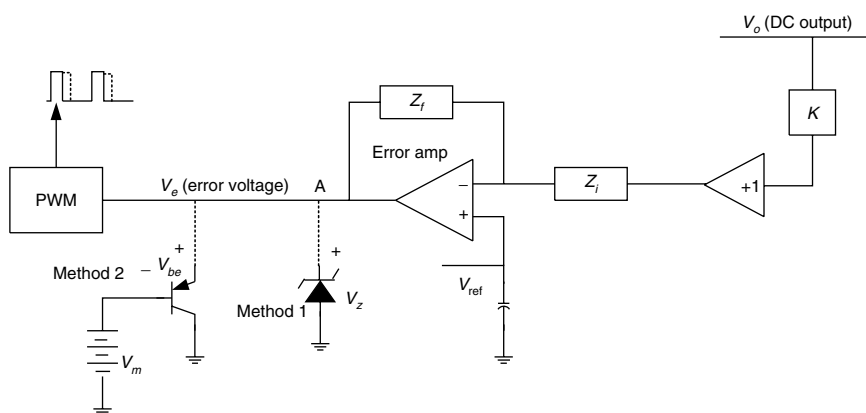 V_o (DC output)
Z_f
K
Error amp
V_e (error voltage)
A
−
Z_i
+1
PWM
+
+
+
Method 2
− V_be
V_ref
Method 1
V_z
V_m